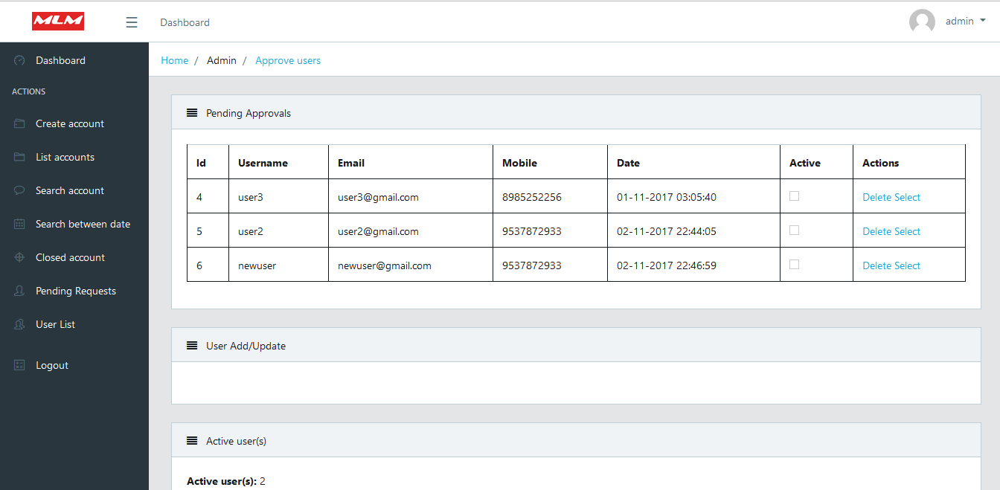 MLM
Dashboard
admin
Dashboard
ACTIONS
Create account
List accounts
Search account
Search between date
Closed account
Pending Requests
User List
Logout
Home / Admin / Approve users
Pending Approvals
Id Username Email Mobile Date Active Actions
4 user3 user3@gmail.com 8985252256 01-11-2017 03:05:40 Delete Select
5 user2 user2@gmail.com 9537872933 02-11-2017 22:44:05 Delete Select
6 newuser newuser@gmail.com 9537872933 02-11-2017 22:46:59 Delete Select
User Add/Update
Active user(s)
Active user(s): 2